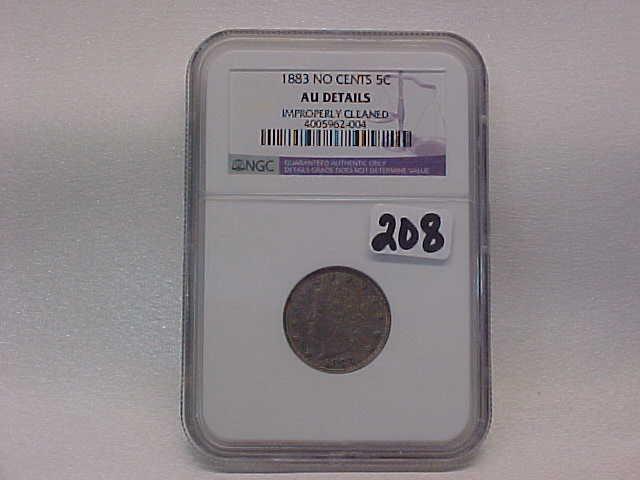 1883 NO CENTS 5C
AU DETAILS
IMPROPERLY CLEANED
4005962-004
NGC
GUARANTEED AUTHENTIC ONLY
DETAILS GRADE DOES NOT DETERMINE VALUE
208